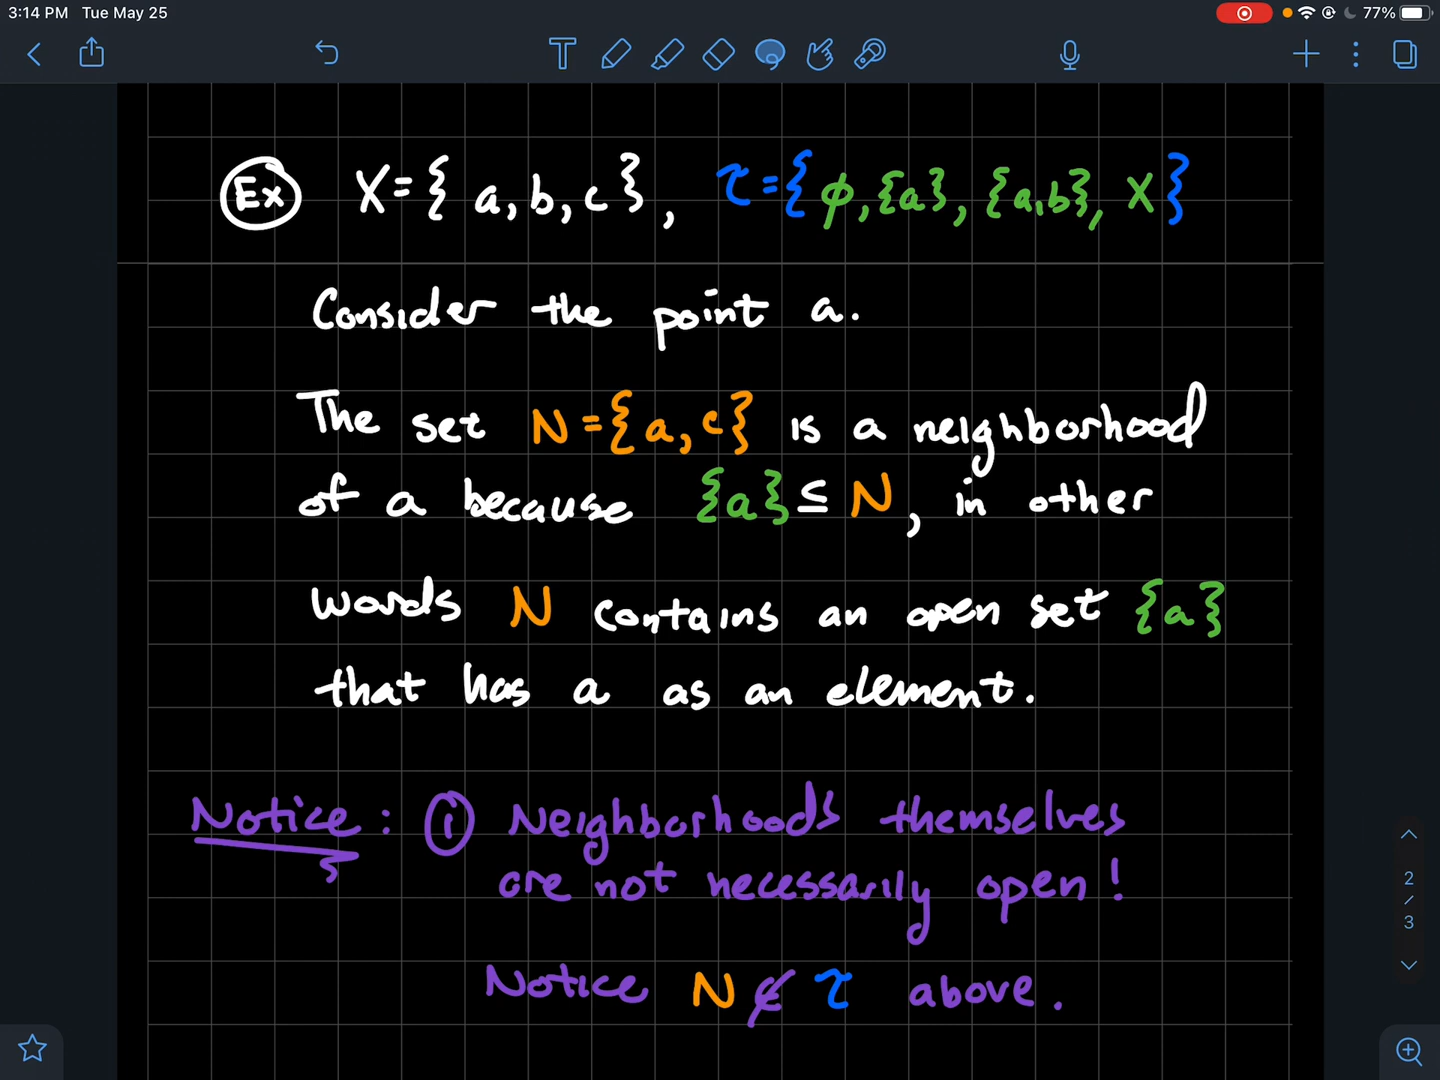 3:14 PM Tue May 25
77%
Ex X={a,b,c}, τ={φ,{a},{a,b},X}
Consider the point a.
The set N={a,c} is a neighborhood
of a because {a}⊆N, in other
words N contains an open set {a}
that has a as an element.
Notice: ① Neighborhoods themselves
are not necessarily open!
Notice N∉τ above.
2
/
3